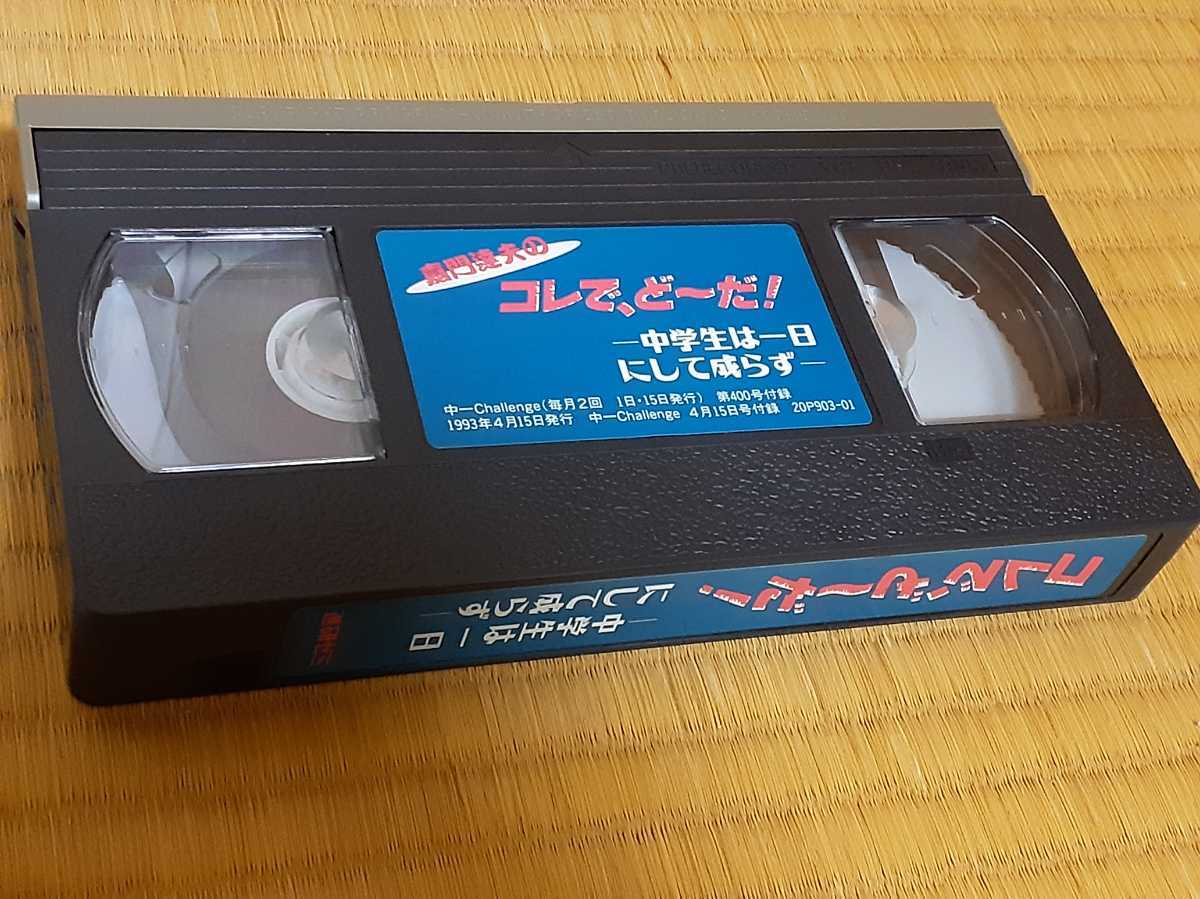 嘉門達夫の
コレで、ど〜だ!
―中学生は一日
にして成らず―
中一Challenge(毎月2回 1日・15日発行) 第400号付録
1993年4月15日発行 中一Challenge 4月15日号付録 20P903-01
コレで、ど〜だ!
―中学生は一日
にして成らず―